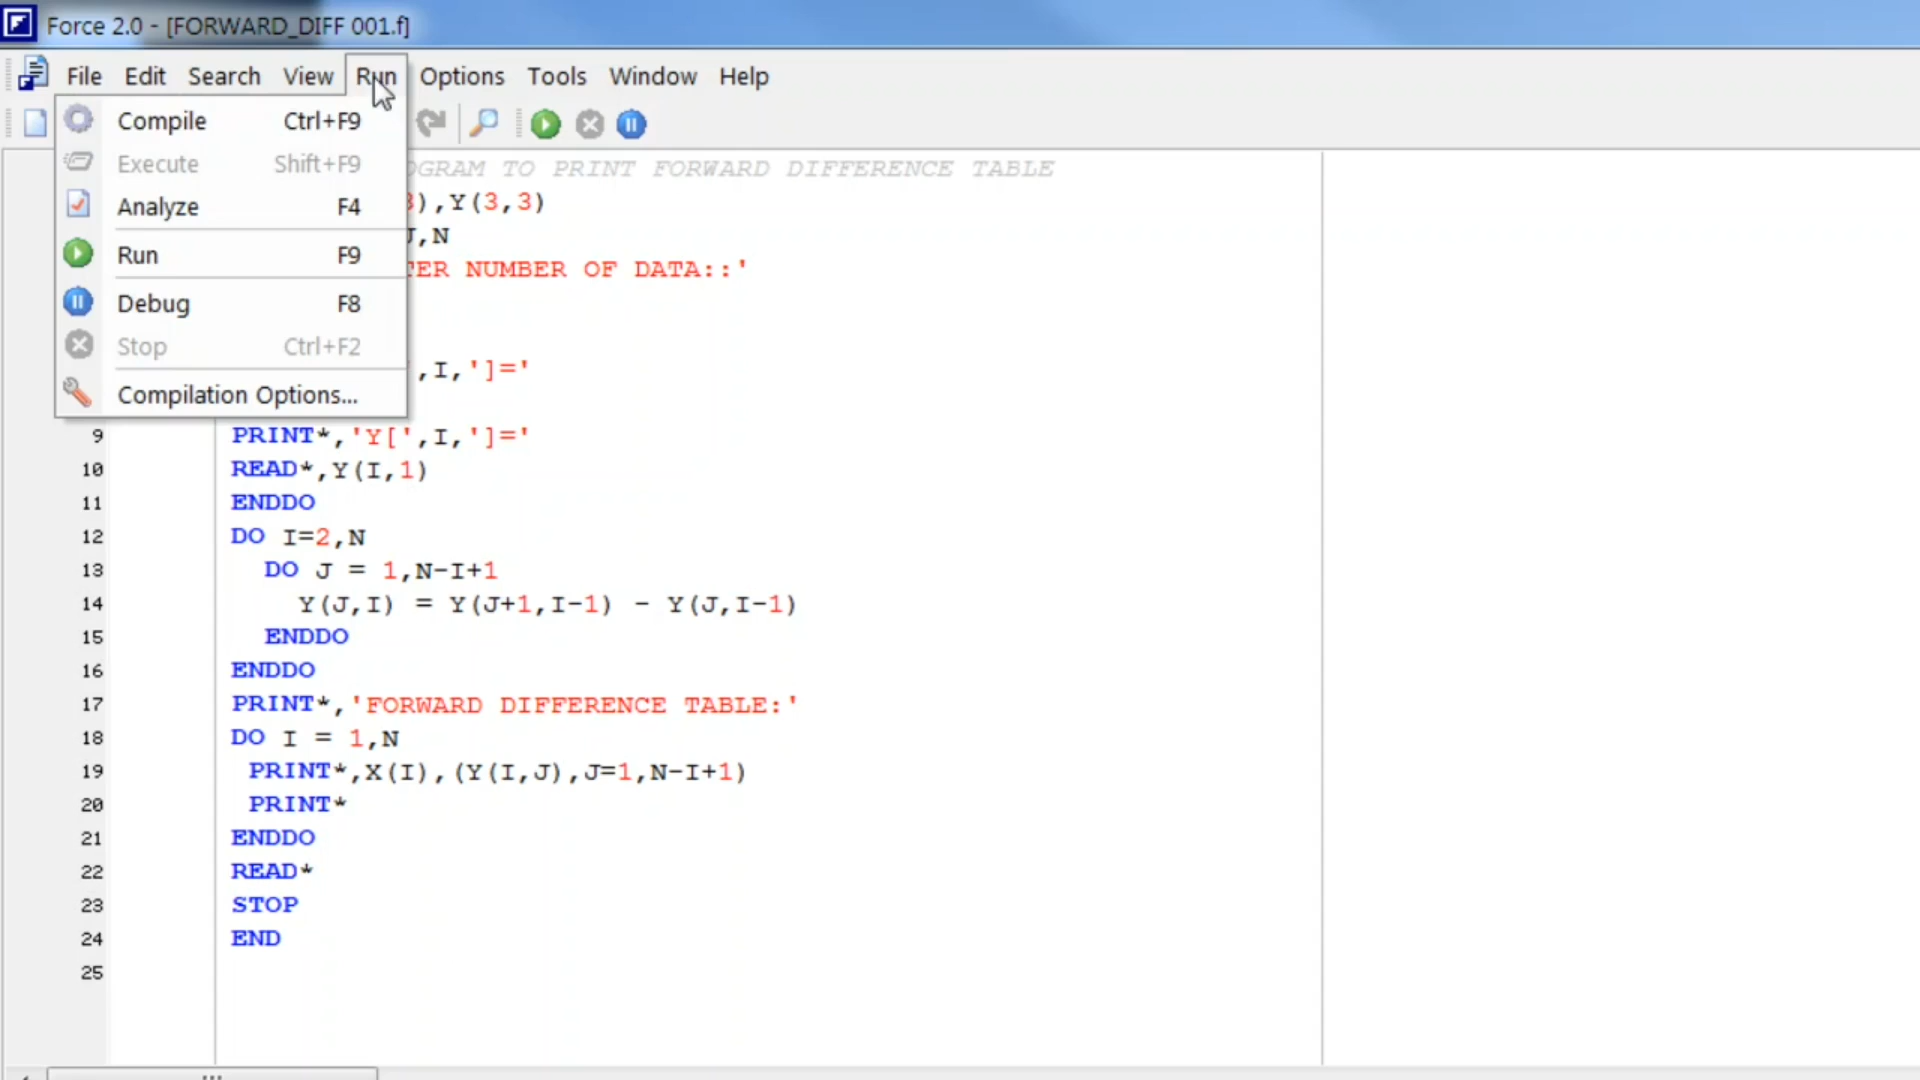 Force 2.0 - [FORWARD_DIFF 001.f]
File Edit Search View Run Options Tools Window Help
Compile Ctrl+F9
Execute Shift+F9
Analyze F4
Run F9
Debug F8
Stop Ctrl+F2
Compilation Options...
TO PRINT FORWARD DIFFERENCE TABLE
),Y(3,3)
,N
NUMBER OF DATA::'
,I,']='
9 PRINT*,'Y[',I,']='
10 READ*,Y(I,1)
11 ENDDO
12 DO I=2,N
13 DO J = 1,N-I+1
14 Y(J,I) = Y(J+1,I-1) - Y(J,I-1)
15 ENDDO
16 ENDDO
17 PRINT*,'FORWARD DIFFERENCE TABLE:'
18 DO I = 1,N
19 PRINT*,X(I),(Y(I,J),J=1,N-I+1)
20 PRINT*
21 ENDDO
22 READ*
23 STOP
24 END
25